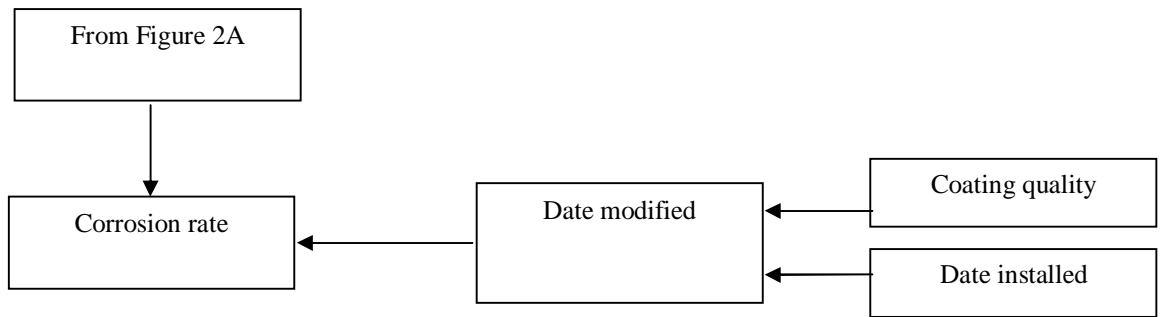 From Figure 2A
Coating quality
Corrosion rate
Date modified
Date installed